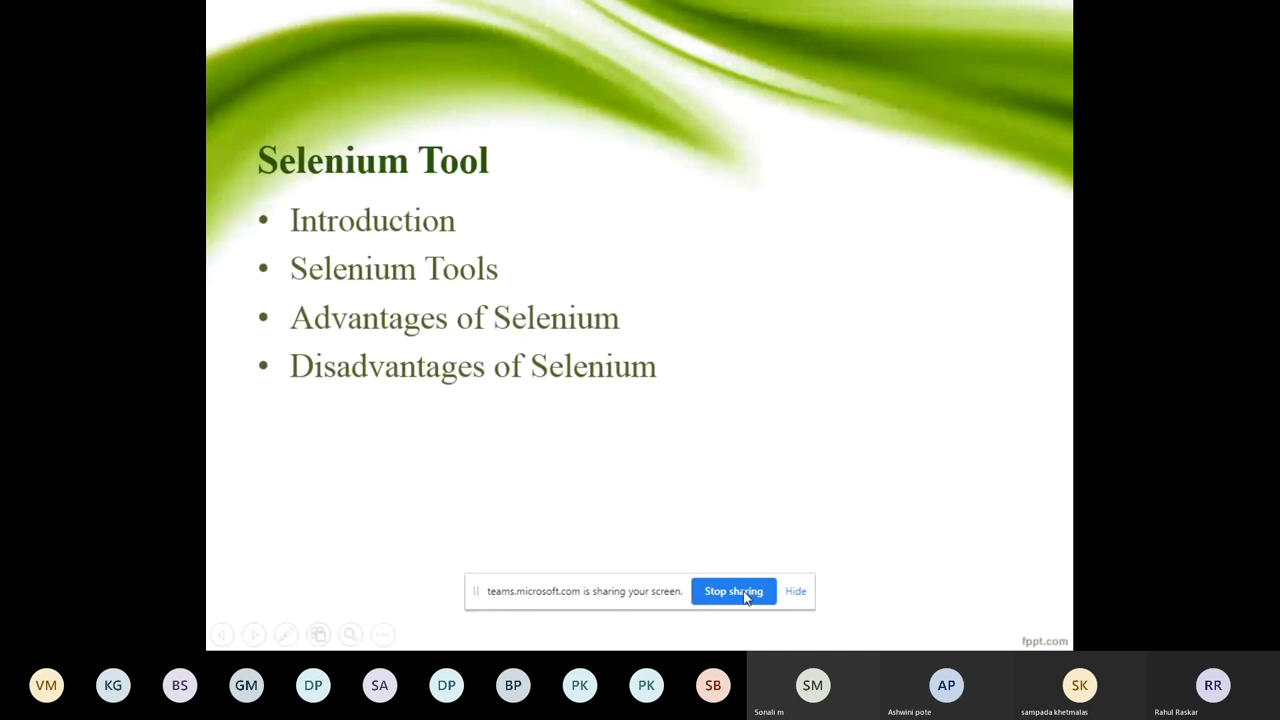 Selenium Tool
• Introduction
• Selenium Tools
• Advantages of Selenium
• Disadvantages of Selenium
teams.microsoft.com is sharing your screen. Stop sharing Hide
fppt.com
VM KG BS GM DP SA DP BP PK PK SB SM AP SK RR
Sonali m Ashwini pote sampada khetmalas Rahul Raskar